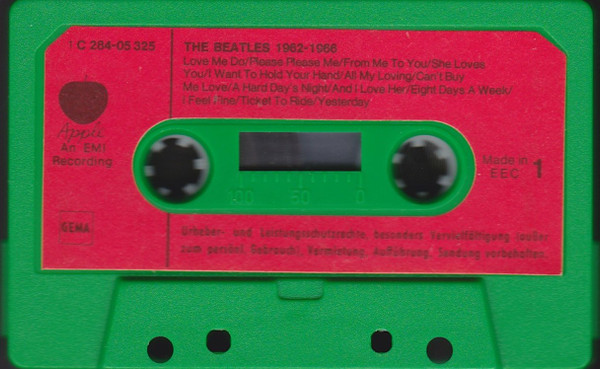 1C 284-05 325
THE BEATLES 1962-1966
Love Me Do/Please Please Me/From Me To You/She Loves
You/I Want To Hold Your Hand/All My Loving/Can't Buy
Me Love/A Hard Day's Night/And I Love Her/Eight Days A Week/
I Feel Fine/Ticket To Ride/Yesterday
Apple
An EMI
Recording
100 50 0
Made in
EEC 1
GEMA
Urheber- und Leistungsschutzrechte, besonders Vervielfältigung (außer
zum persönl. Gebrauch), Vermietung, Aufführung, Sendung vorbehalten.